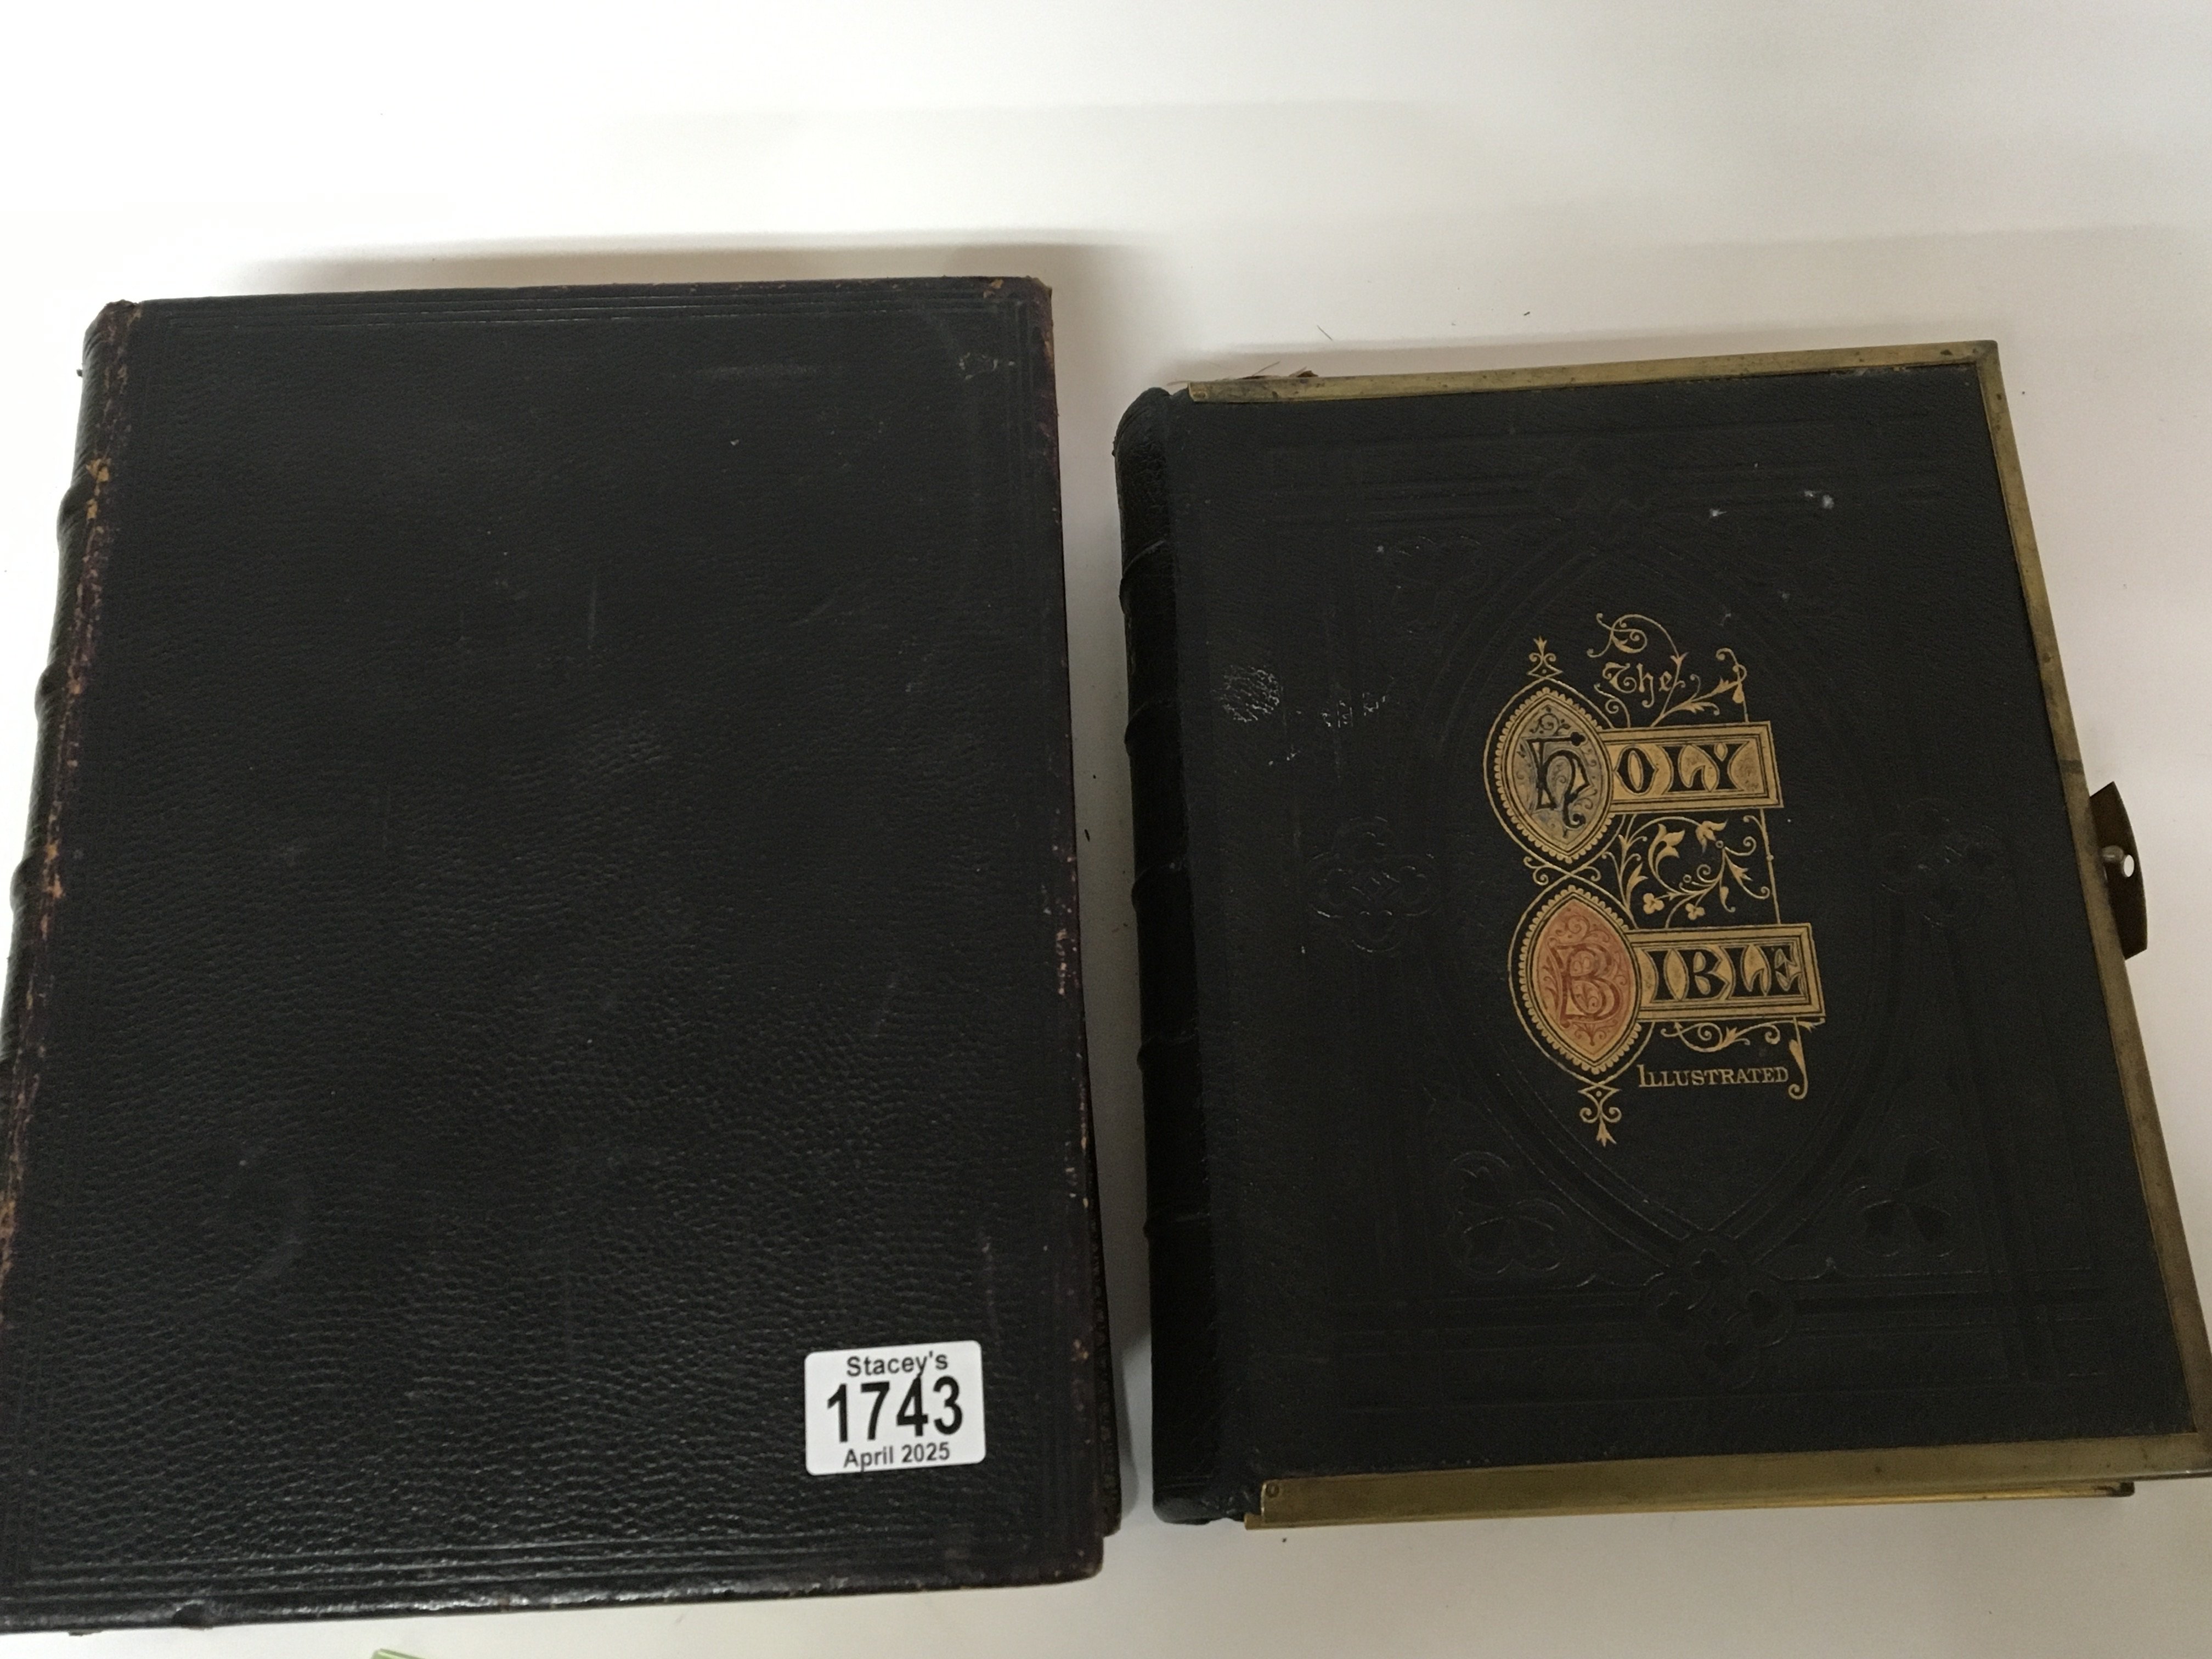 Stacey's
1743
April 2025
The
HOLY
BIBLE
ILLUSTRATED